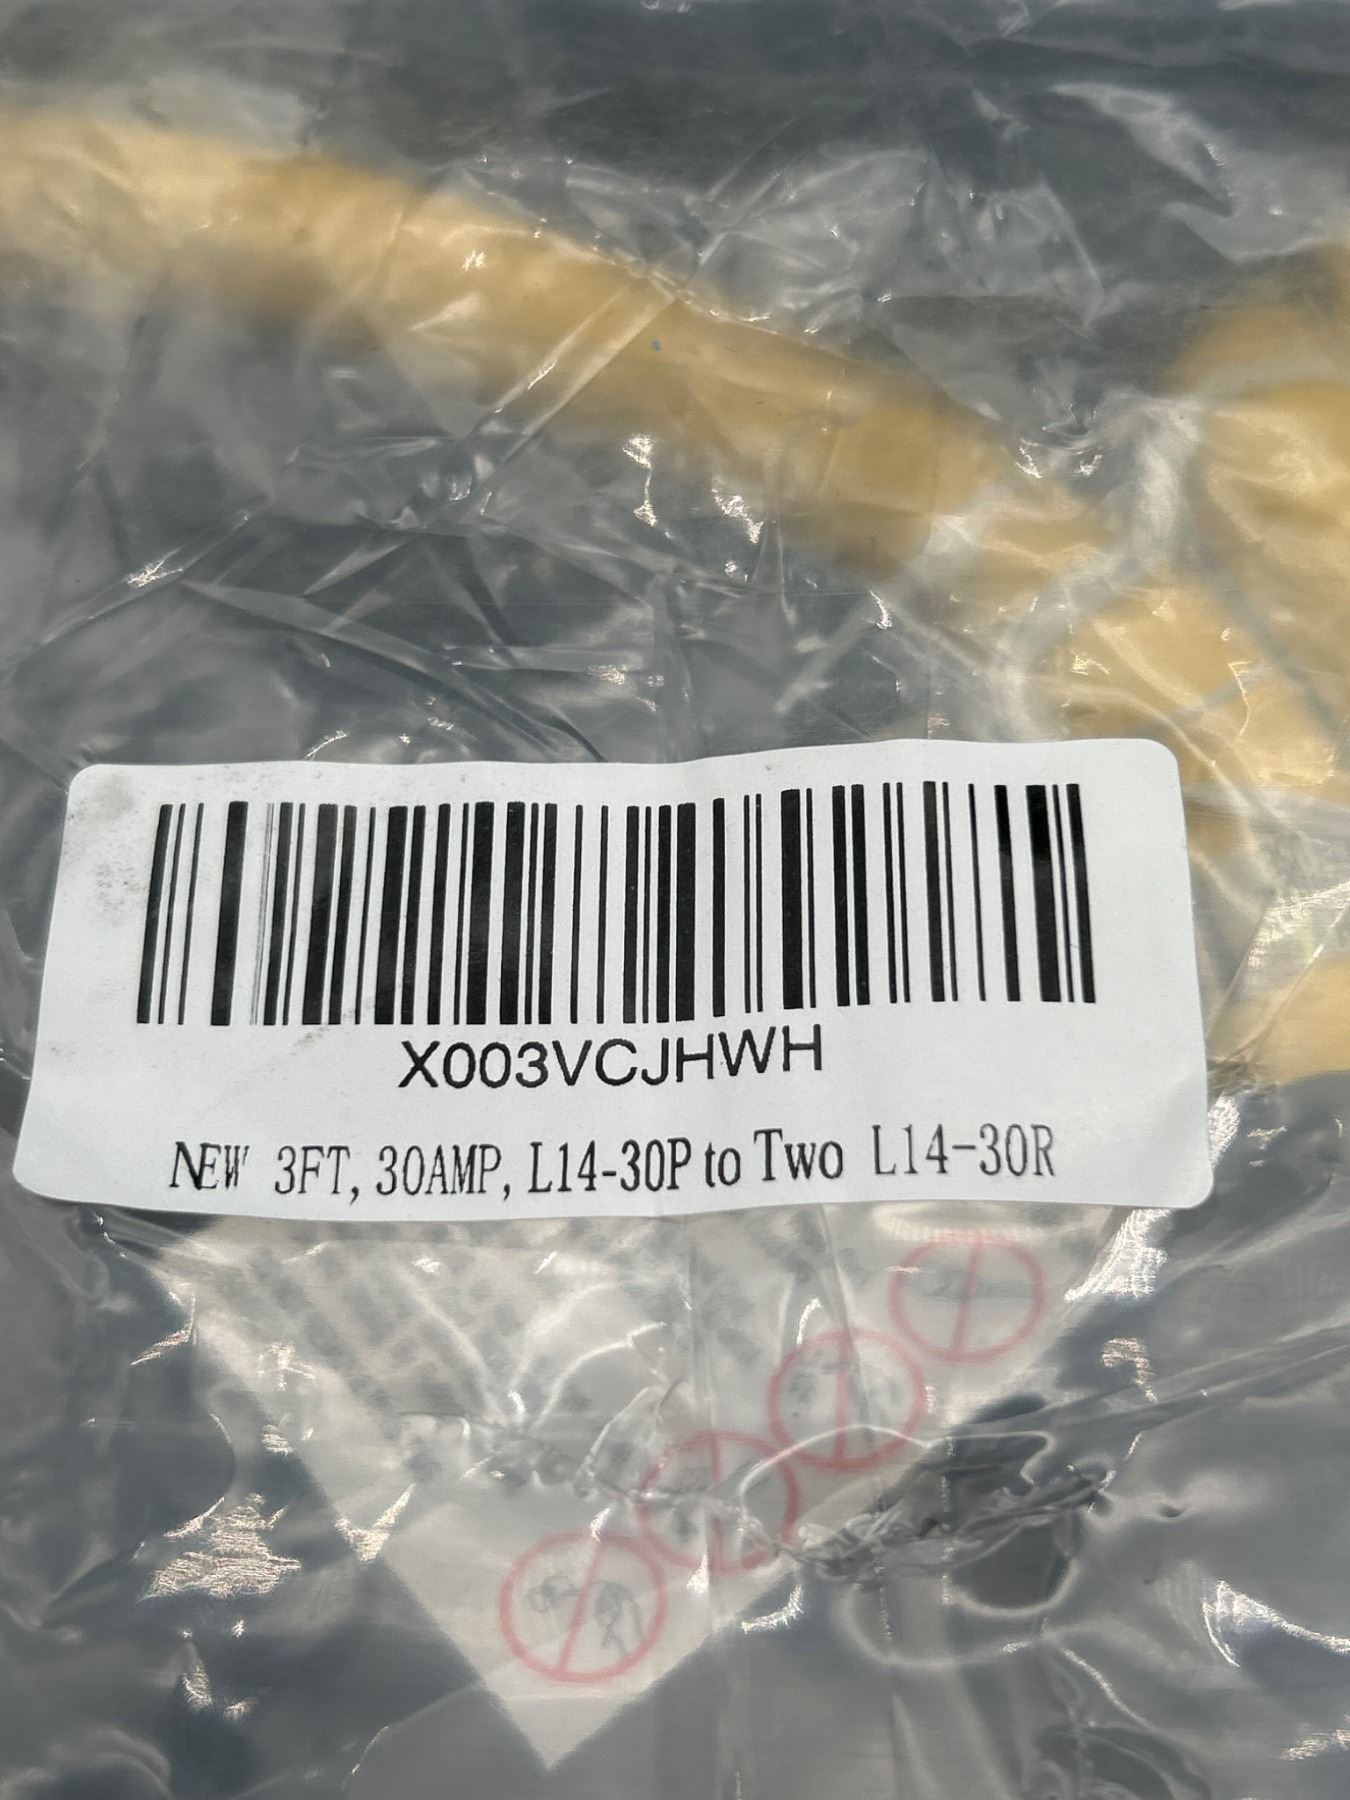 X003VCJHWH
NEW 3FT, 30AMP, L14-30P to Two L14-30R